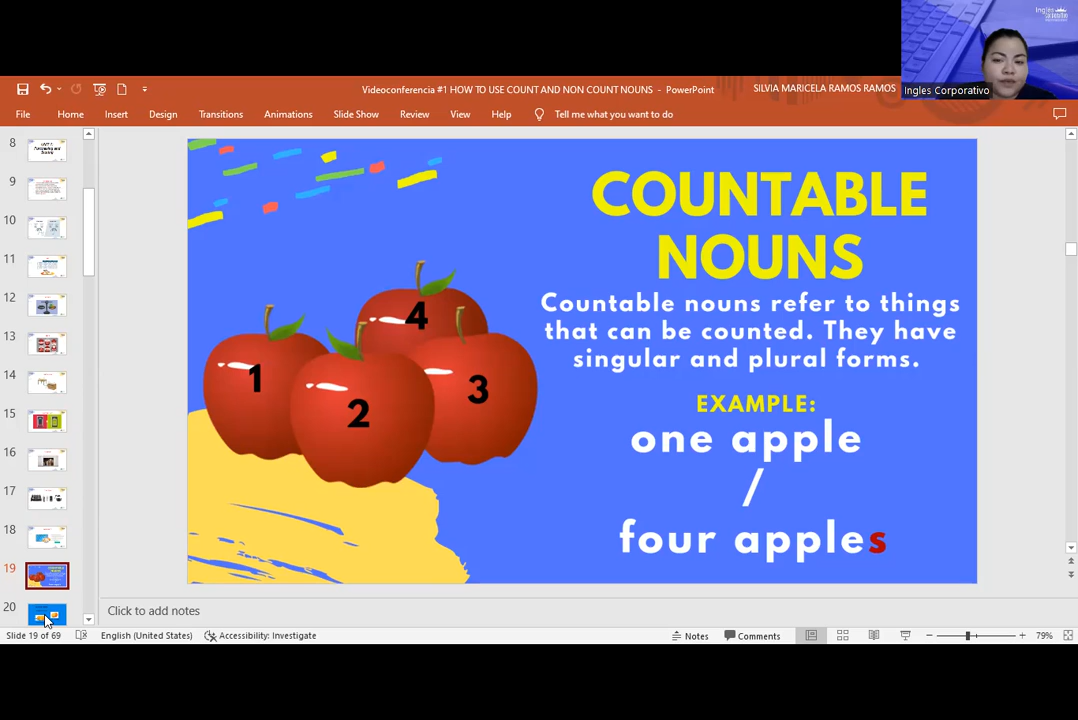 Ingles
Ingles Corporativo
Videoconferencia #1 HOW TO USE COUNT AND NON COUNT NOUNS - PowerPoint
SILVIA MARICELA RAMOS RAMOS
File Home Insert Design Transitions Animations Slide Show Review View Help Tell me what you want to do
8
9
10
11
12
13
14
15
16
17
18
19
20
COUNTABLE
NOUNS
Countable nouns refer to things
that can be counted. They have
singular and plural forms.
EXAMPLE:
one apple
/
four apples
1
2
3
4
Click to add notes
Slide 19 of 69 English (United States) Accessibility: Investigate Notes Comments 79%